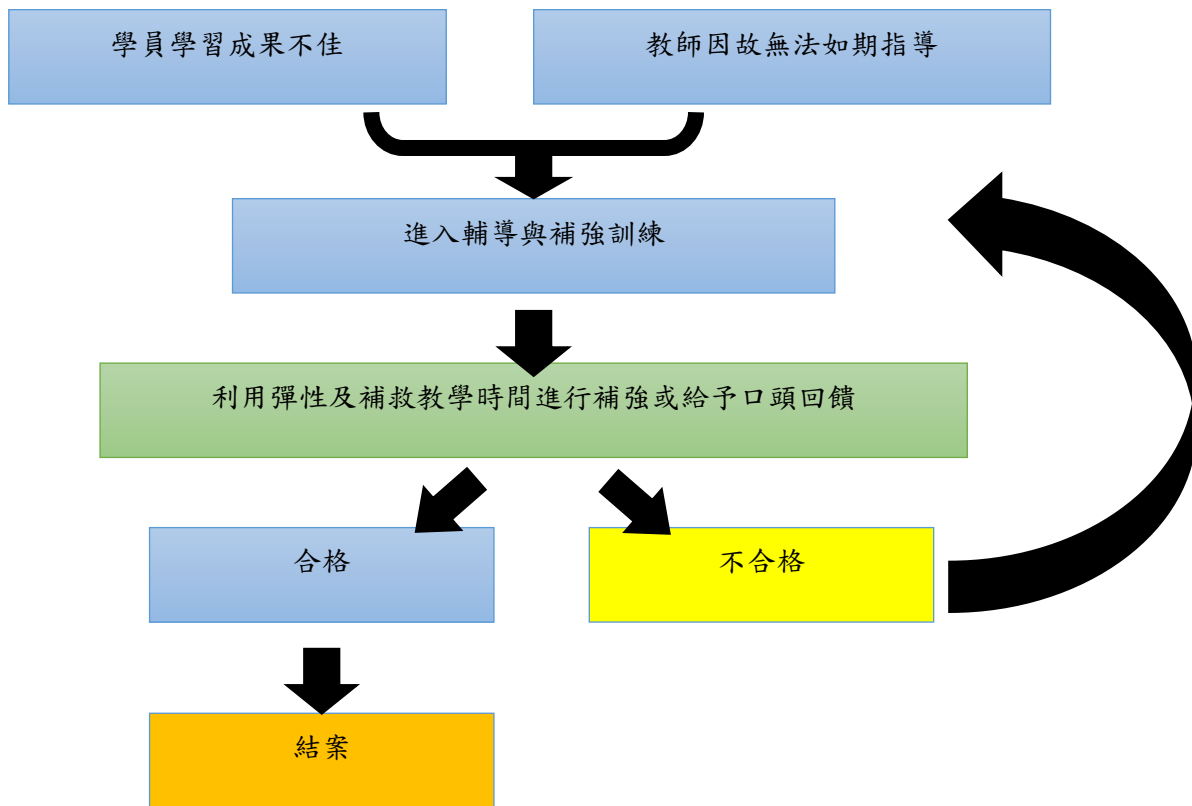 學員學習成果不佳
教師因故無法如期指導
進入輔導與補強訓練
利用彈性及補救教學時間進行補強或給予口頭回饋
合格
不合格
結案